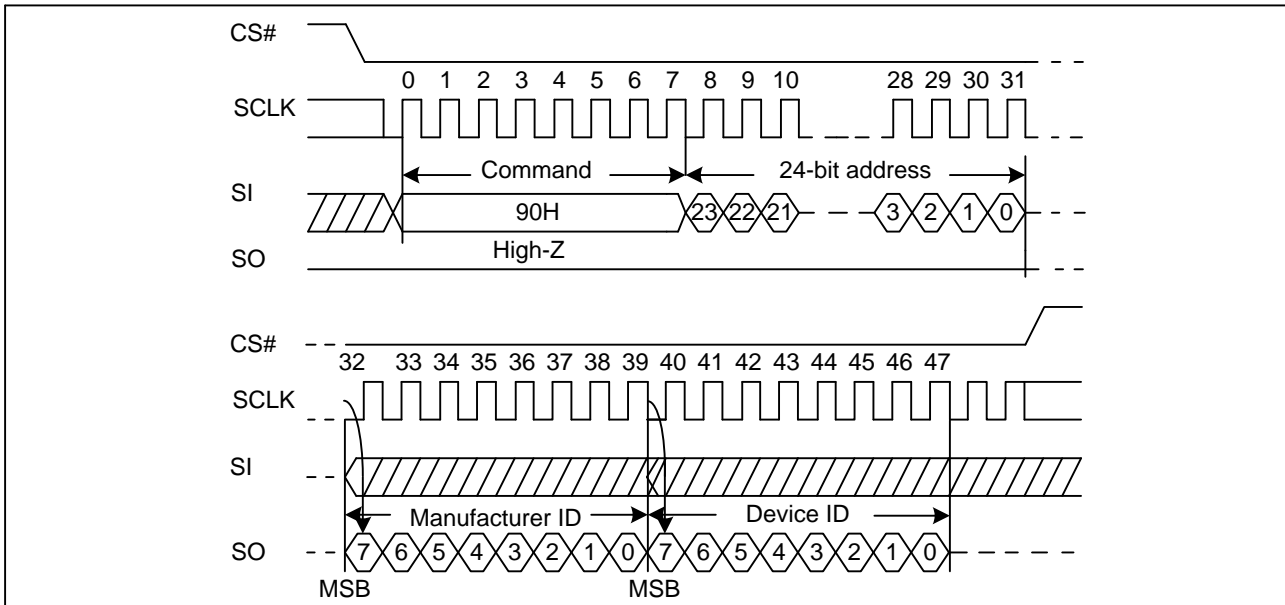 CS#
0 1 2 3 4 5 6 7 8 9 10 28 29 30 31
SCLK
Command 24-bit address
SI
90H 23 22 21 3 2 1 0
High-Z
SO
CS#
32 33 34 35 36 37 38 39 40 41 42 43 44 45 46 47
SCLK
SI
Manufacturer ID Device ID
SO 7 6 5 4 3 2 1 0 7 6 5 4 3 2 1 0
MSB MSB